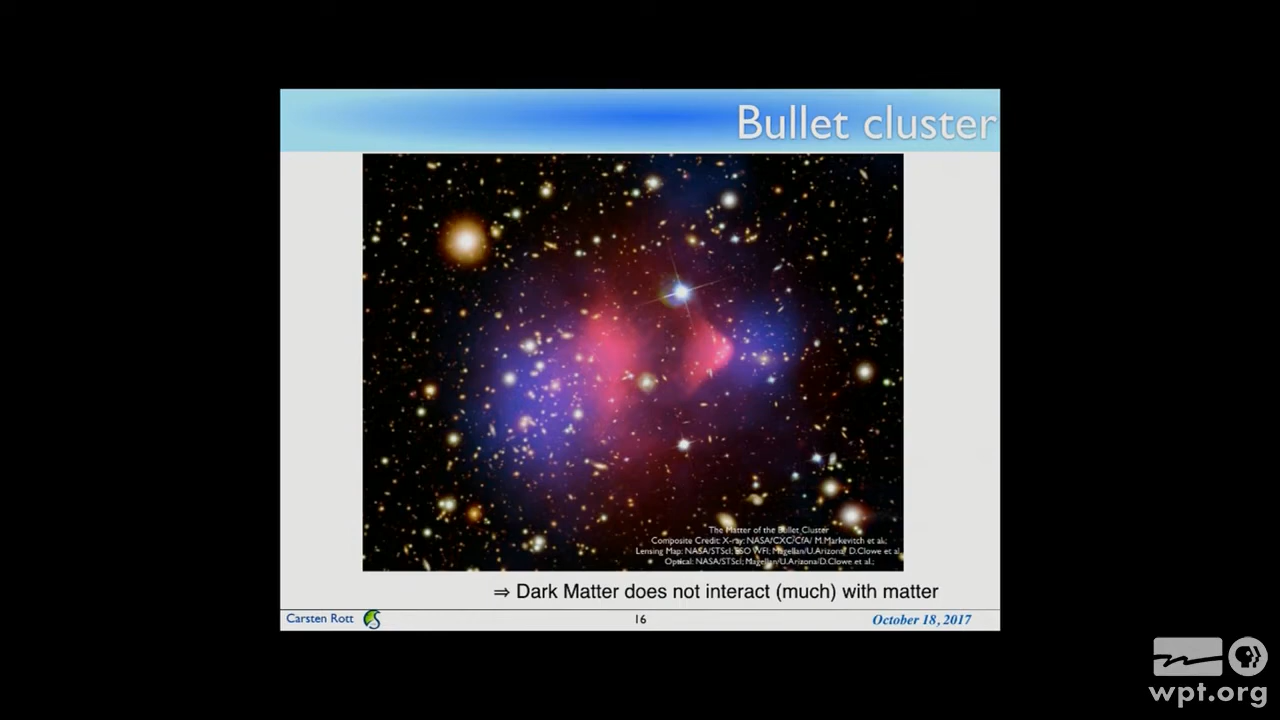 Bullet cluster
The Matter of the Bullet Cluster
Composite Credit: X-ray: NASA/CXC/CfA/ M.Markevitch et al.;
Lensing Map: NASA/STScI; ESO WFI; Magellan/U.Arizona/ D.Clowe et al.
Optical: NASA/STScI; Magellan/U.Arizona/D.Clowe et al.;
⇒ Dark Matter does not interact (much) with matter
Carsten Rott
16
October 18, 2017
wpt.org